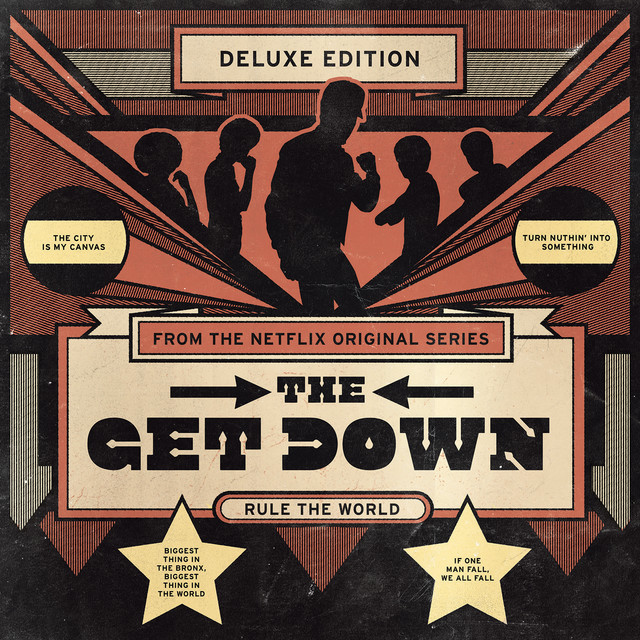 DELUXE EDITION
THE CITY
IS MY CANVAS
TURN NUTHIN' INTO
SOMETHING
FROM THE NETFLIX ORIGINAL SERIES
THE
GET DOWN
RULE THE WORLD
BIGGEST
THING IN
THE BRONX,
BIGGEST
THING IN
THE WORLD
IF ONE
MAN FALL,
WE ALL FALL